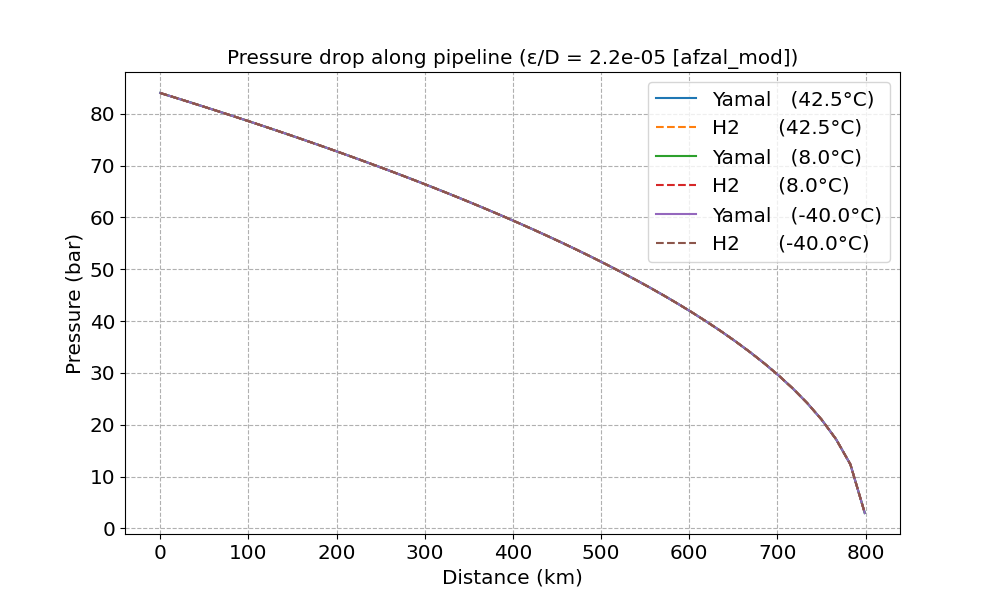 Pressure drop along pipeline (ε/D = 2.2e-05 [afzal_mod])
Yamal (42.5°C)
H2 (42.5°C)
Yamal (8.0°C)
H2 (8.0°C)
Yamal (-40.0°C)
H2 (-40.0°C)
Pressure (bar)
80
70
60
50
40
30
20
10
0
0 100 200 300 400 500 600 700 800
Distance (km)